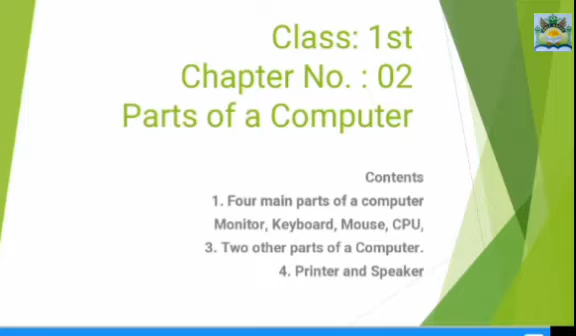 Class: 1st
Chapter No. : 02
Parts of a Computer
Contents
1. Four main parts of a computer
Monitor, Keyboard, Mouse, CPU,
3. Two other parts of a Computer.
4. Printer and Speaker